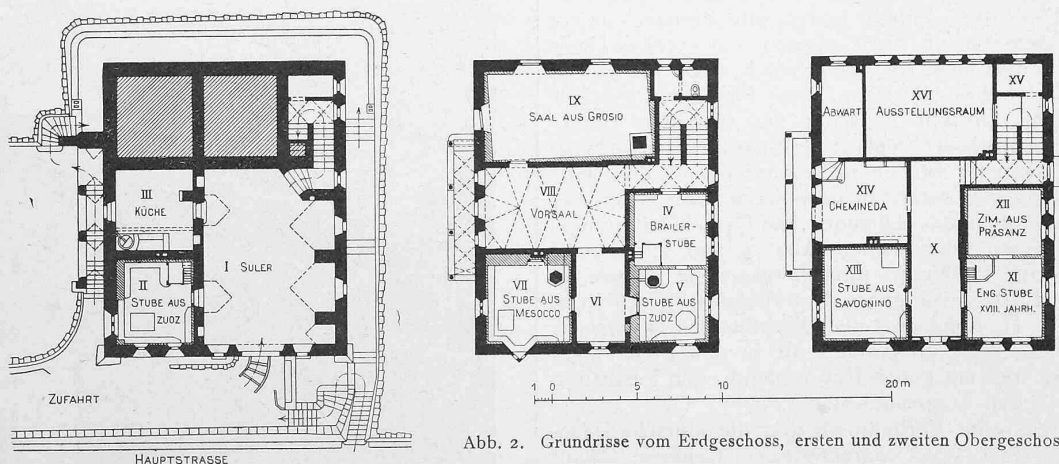 III
KÜCHE
I SULER
II
STUBE AUS
ZUOZ
ZUFAHRT
HAUPTSTRASSE
IX
SAAL AUS GROSIO
VIII
VORSAAL
IV
BRAILER-
STUBE
VII
STUBE AUS
MESOCCO
VI
V
STUBE AUS
ZUOZ
ABWART
XVI
AUSSTELLUNGSRAUM
XV
XIV
CHEMINEDA
X
XII
ZIM. AUS
PRÄSANZ
XIII
STUBE AUS
SAVOGNINO
XI
ENG. STUBE
XVIII. JAHRH.
1 0 5 10 20 m
Abb. 2. Grundrisse vom Erdgeschoss, ersten und zweiten Obergeschos